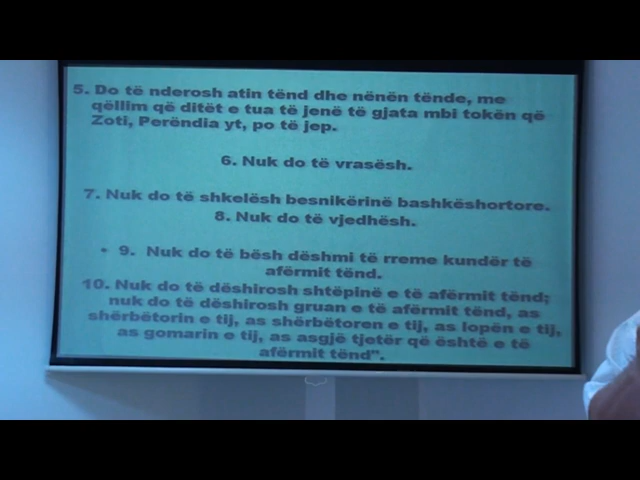 5. Do të nderosh atin tënd dhe nënën tënde, me
qëllim që ditët e tua të jenë të gjata mbi tokën që
Zoti, Perëndia yt, po të jep.
6. Nuk do të vrasësh.
7. Nuk do të shkelësh besnikërinë bashkëshortore.
8. Nuk do të vjedhësh.
• 9. Nuk do të bësh dëshmi të rreme kundër të
afërmit tënd.
10. Nuk do të dëshirosh shtëpinë e të afërmit tënd;
nuk do të dëshirosh gruan e të afërmit tënd, as
shërbëtorin e tij, as shërbëtoren e tij, as lopën e tij,
as gomarin e tij, as asgjë tjetër që është e të
afërmit tënd".